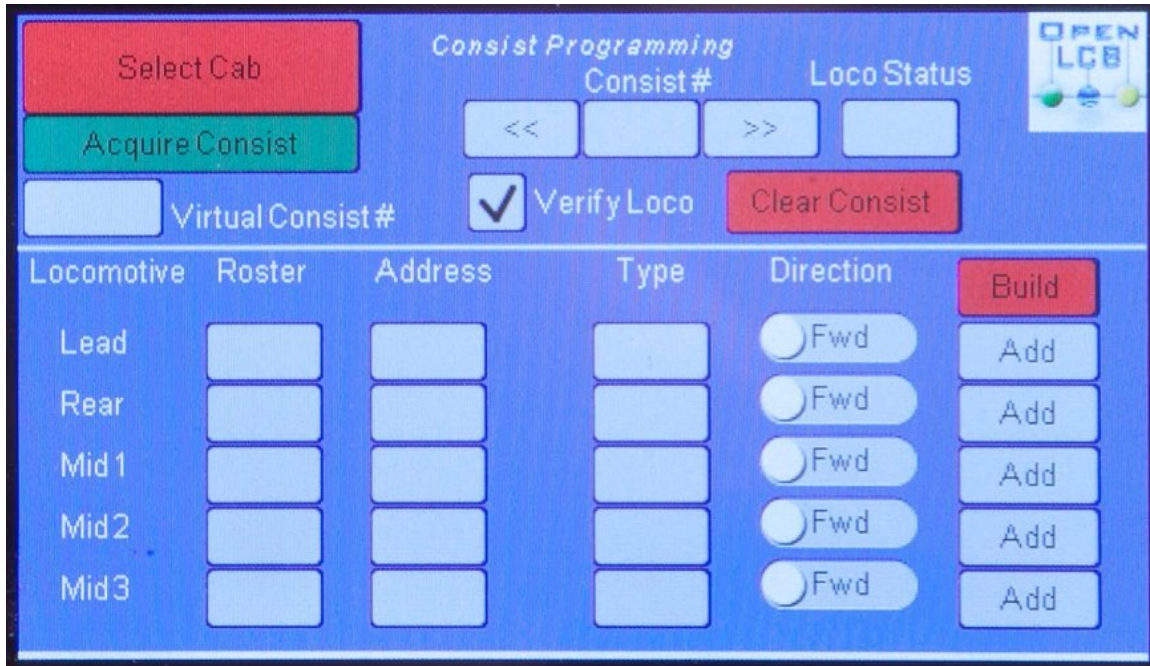 Select Cab
Consist Programming
OPEN
LCB
Consist # Loco Status
Acquire Consist
<< >>
Virtual Consist #
Verify Loco
Clear Consist
Locomotive Roster Address Type Direction
Build
Lead Fwd Add
Rear Fwd Add
Mid 1 Fwd Add
Mid 2 Fwd Add
Mid 3 Fwd Add